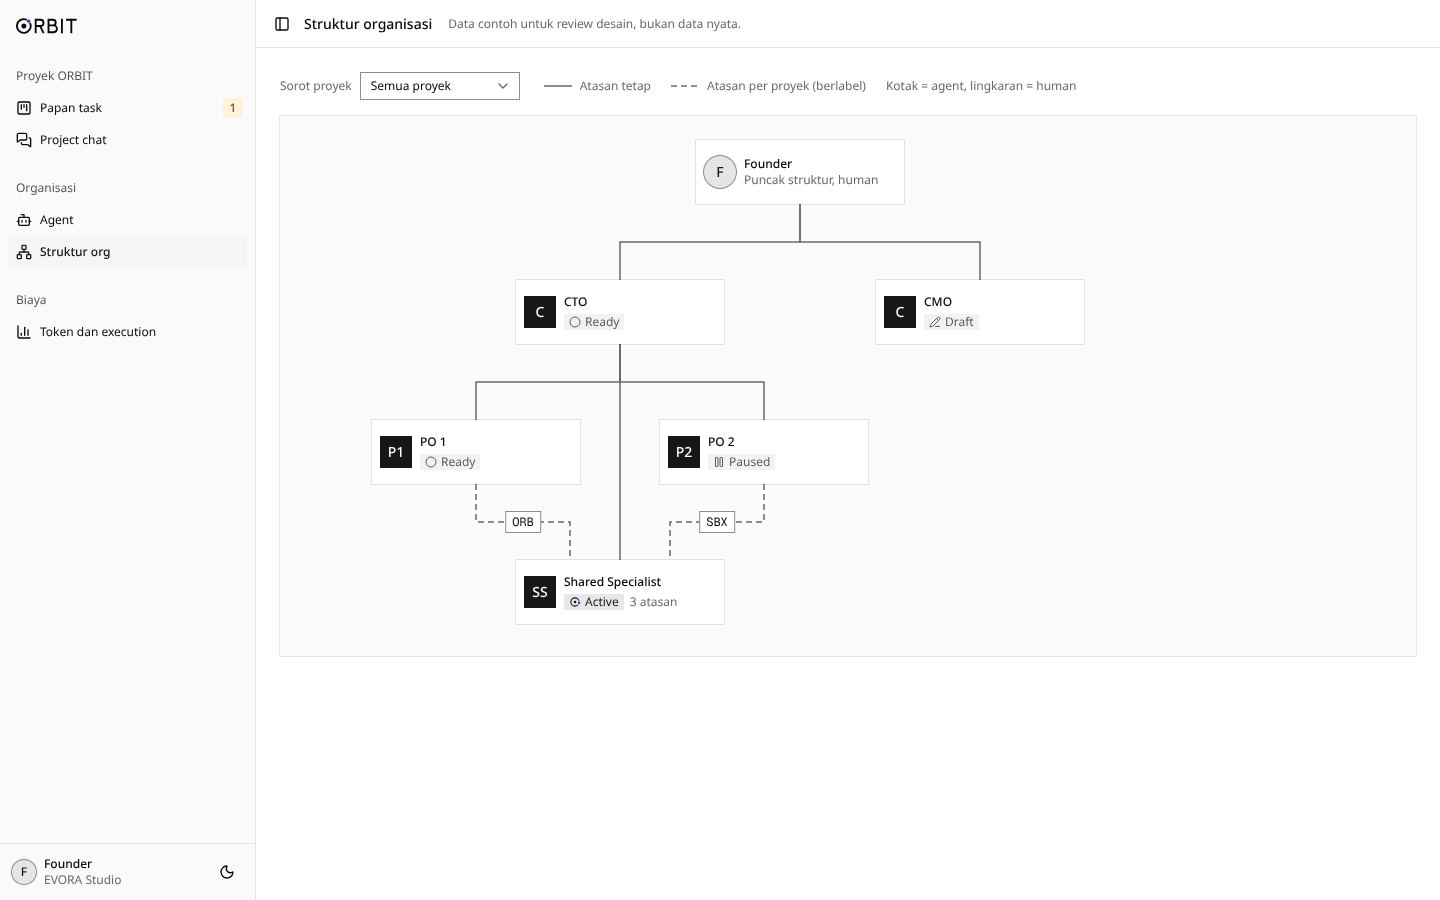 ORBIT
Proyek ORBIT
Papan task 1
Project chat
Organisasi
Agent
Struktur org
Biaya
Token dan execution
F
Founder
EVORA Studio
Struktur organisasi Data contoh untuk review desain, bukan data nyata.
Sorot proyek Semua proyek Atasan tetap Atasan per proyek (berlabel) Kotak = agent, lingkaran = human
F
Founder
Puncak struktur, human
C
CTO
Ready
C
CMO
Draft
P1
PO 1
Ready
P2
PO 2
Paused
ORB
SBX
SS
Shared Specialist
Active 3 atasan